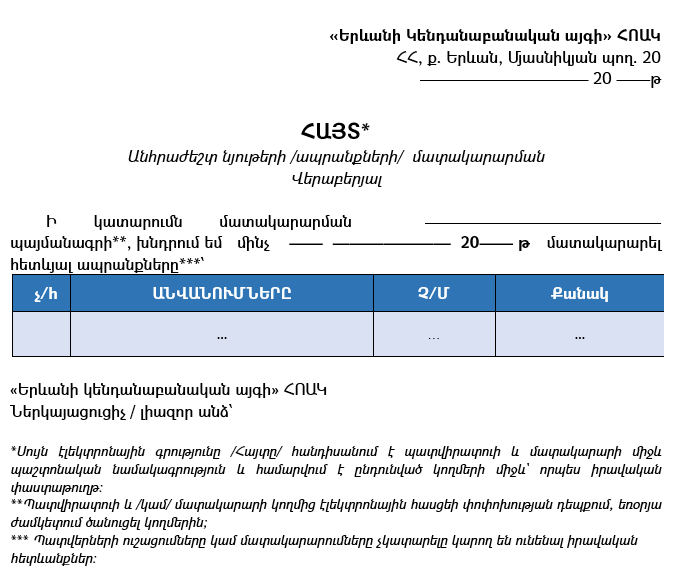 «Երևանի Կենդանաբանական այգի» ՀՈԱԿ
ՀՀ, ք. Երևան, Մյասնիկյան պող. 20
———————————— 20 ——թ
ՀԱՅՏ*
Անհրաժեշտ նյութերի /ապրանքների/ մատակարարման
Վերաբերյալ
Ի կատարումն մատակարարման —————————————————
պայմանագրի**, խնդրում եմ մինչ —— ——————— 20—— թ մատակարարել
հետևյալ ապրանքները***՝
չ/հ ԱՆՎԱՆՈՒՄՆԵՐԸ Չ/Մ Քանակ
... ... ...
«Երևանի կենդանաբանական այգի» ՀՈԱԿ
Ներկայացուցիչ / լիազոր անձ՝
*Սույն էլեկտրոնային գրությունը /Հայտը/ հանդիսանում է պատվիրատուի և մատակարարի միջև
պաշտոնական նամակագրություն և համարվում է ընդունված կողմերի միջև՝ որպես իրավական
փաստաթուղթ:
**Պատվիրատուի և /կամ/ մատակարարի կողմից էլեկտրոնային հասցեի փոփոխության դեպքում, եռօրյա
ժամկետում ծանուցել կողմերին;
*** Պատվերների ուշացումները կամ մատակարարումները չկատարելը կարող են ունենալ իրավական
հետևանքներ: